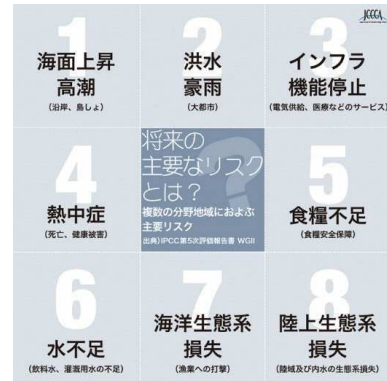 JCCCA
1
海面上昇
高潮
(沿岸、島しょ)
2
洪水
豪雨
(大都市)
3
インフラ
機能停止
(電気供給、医療などのサービス)
4
熱中症
(死亡、健康被害)
将来の
主要なリスク
とは?
複数の分野地域におよぶ
主要リスク
出典)IPCC第5次評価報告書 WGII
?
5
食糧不足
(食糧安全保障)
6
水不足
(飲料水、灌漑用水の不足)
7
海洋生態系
損失
(漁業への打撃)
8
陸上生態系
損失
(陸域及び内水の生態系損失)